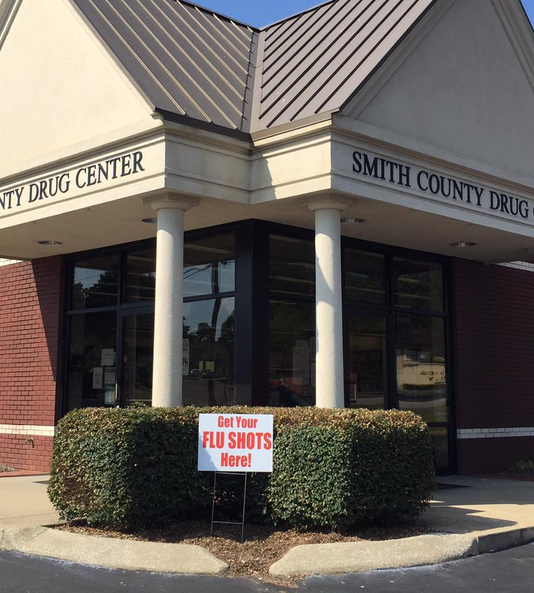 NTY DRUG CENTER
SMITH COUNTY DRUG
Get Your
FLU SHOTS
Here!